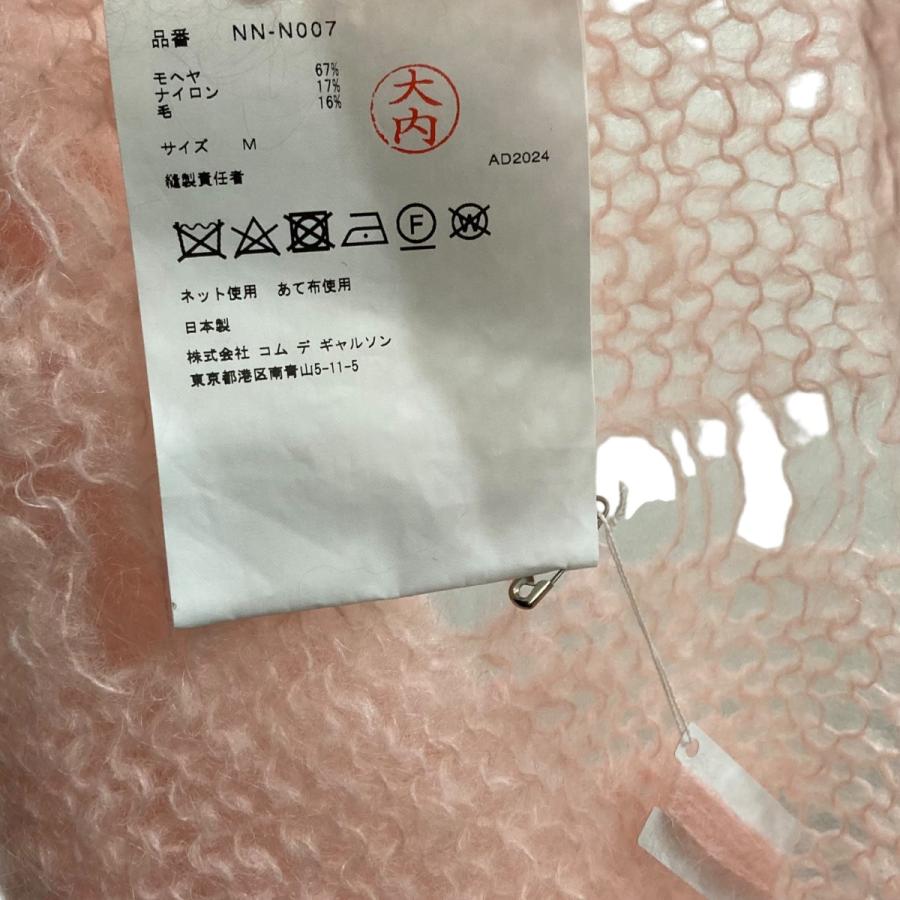 品番 NN-N007
モヘヤ 67%
ナイロン 17%
毛 16%
大内
サイズ M
AD2024
縫製責任者
F
W
ネット使用 あて布使用
日本製
株式会社 コム デ ギャルソン
東京都港区南青山5-11-5